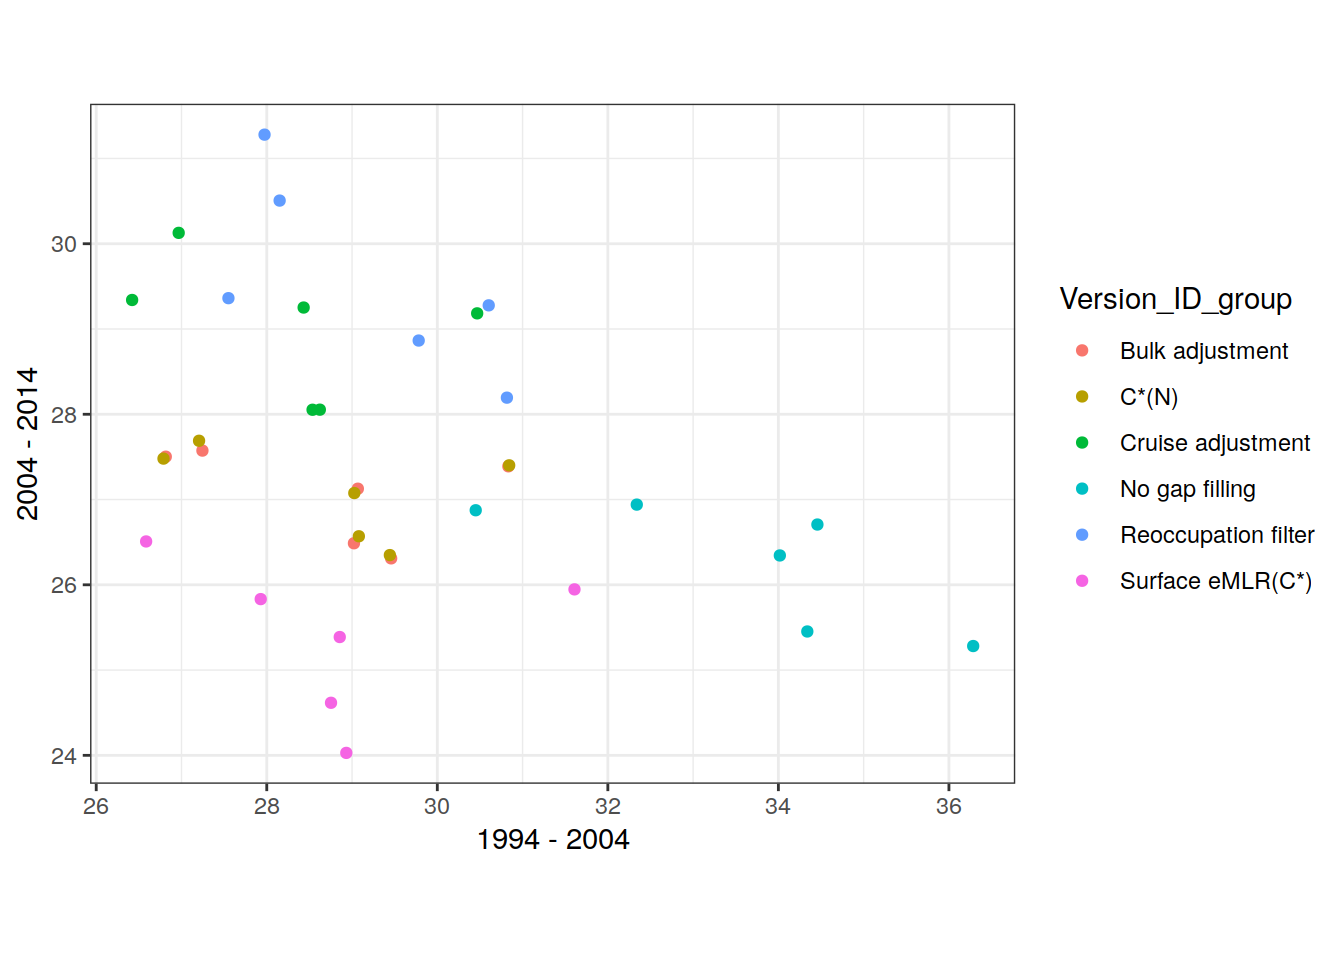 30
28
26
24
26
28
30
32
34
36
1994 - 2004
2004 - 2014
Version_ID_group
Bulk adjustment
C*(N)
Cruise adjustment
No gap filling
Reoccupation filter
Surface eMLR(C*)